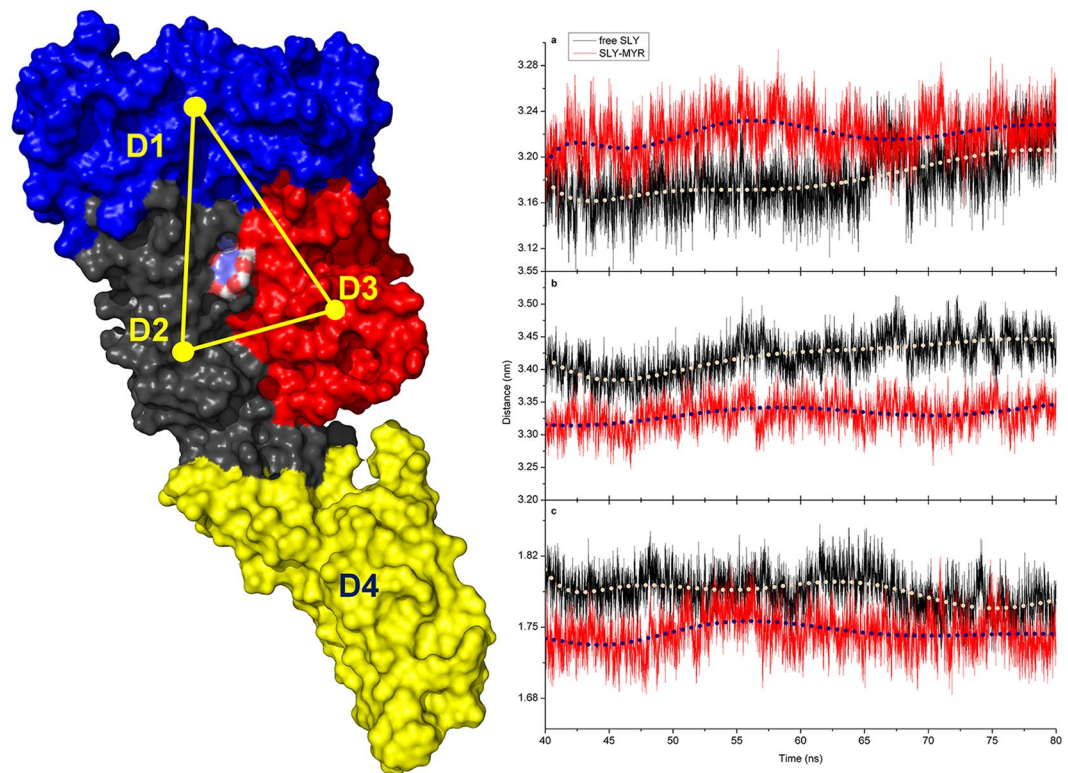 D1
D2
D3
D4
a
free SLY
SLY-MYR
3.28
3.24
3.20
3.16
3.12
3.55
b
3.50
3.45
3.40
3.35
3.30
3.25
3.20
Distance (nm)
c
1.82
1.75
1.68
40 45 50 55 60 65 70 75 80
Time (ns)